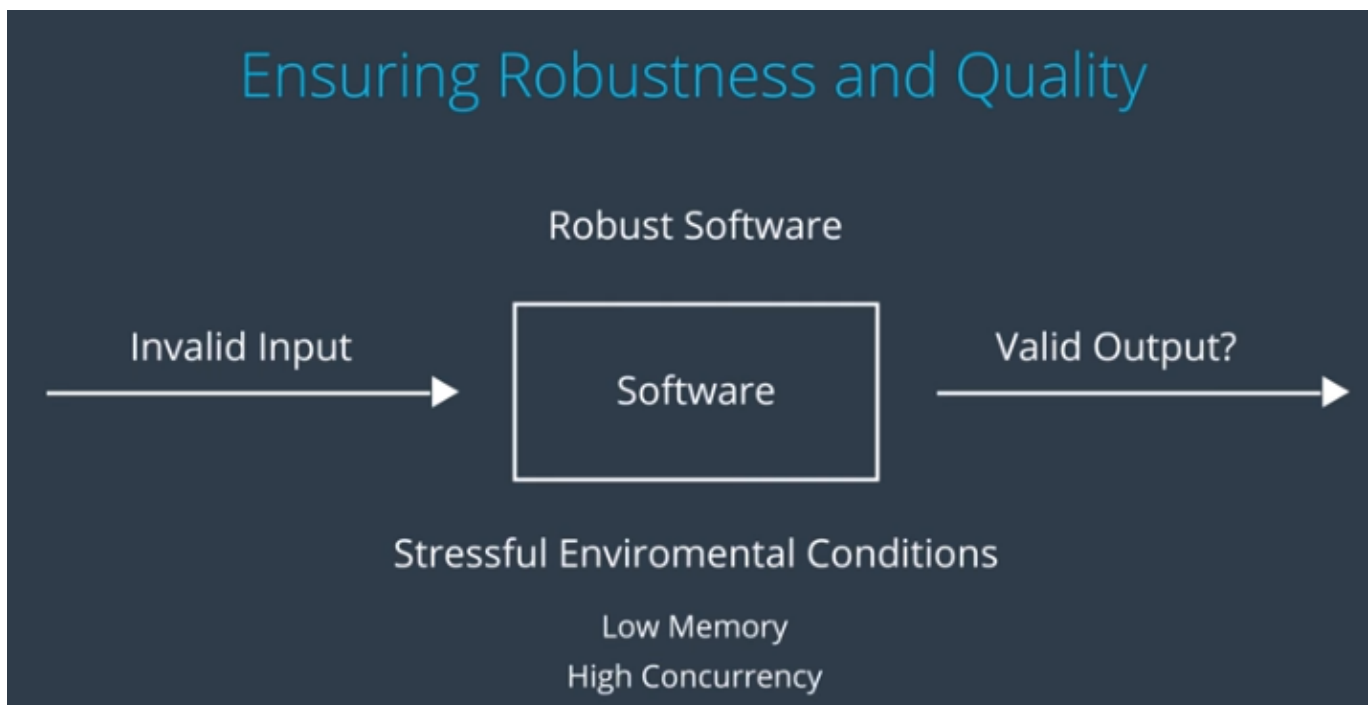 Ensuring Robustness and Quality
Robust Software
Invalid Input
Software
Valid Output?
Stressful Enviromental Conditions
Low Memory
High Concurrency